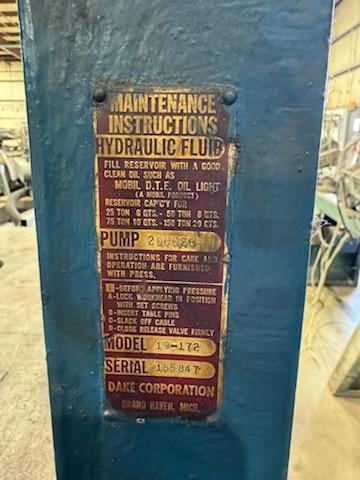 MAINTENANCE
INSTRUCTIONS
HYDRAULIC FLUID
FILL RESERVOIR WITH A GOOD
CLEAN OIL SUCH AS
MOBIL D.T.E. OIL LIGHT
(A MOBIL PRODUCT)
RESERVOIR CAP'CY FOR
25 TON 6 QTS. - 50 TON 8 QTS.
75 TON 10 QTS. - 150 TON 20 QTS.
PUMP 200026
INSTRUCTIONS FOR CARE AND
OPERATION ARE FURNISHED
WITH PRESS.
-BEFORE APPLYING PRESSURE
A-LOCK WORKHEAD IN POSITION
WITH SET SCREWS
B-INSERT TABLE PINS
C-SLACK OFF CABLE
D-CLOSE RELEASE VALVE FIRMLY
MODEL 19-172
SERIAL 155847
DAKE CORPORATION
GRAND HAVEN, MICH.